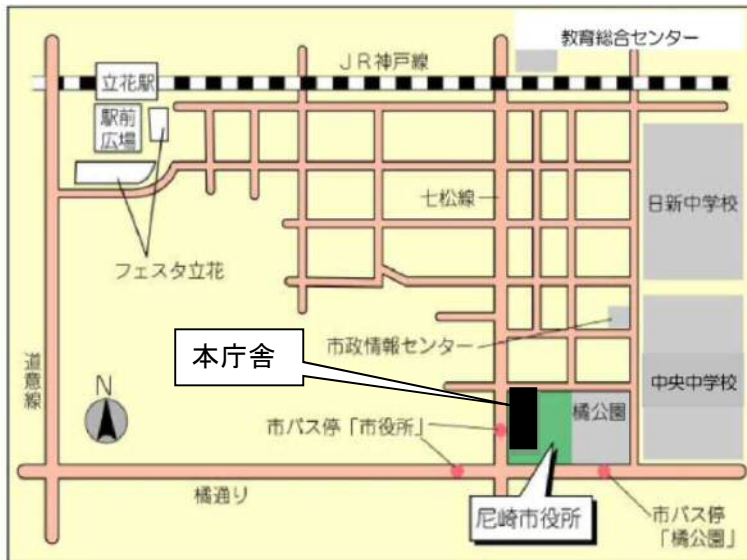 教育総合センター
JR神戸線
立花駅
駅前
広場
七松線
日新中学校
フェスタ立花
市政情報センター
本庁舎
道意線
中央中学校
N
橘公園
市バス停「市役所」
橘通り
尼崎市役所
市バス停
「橘公園」